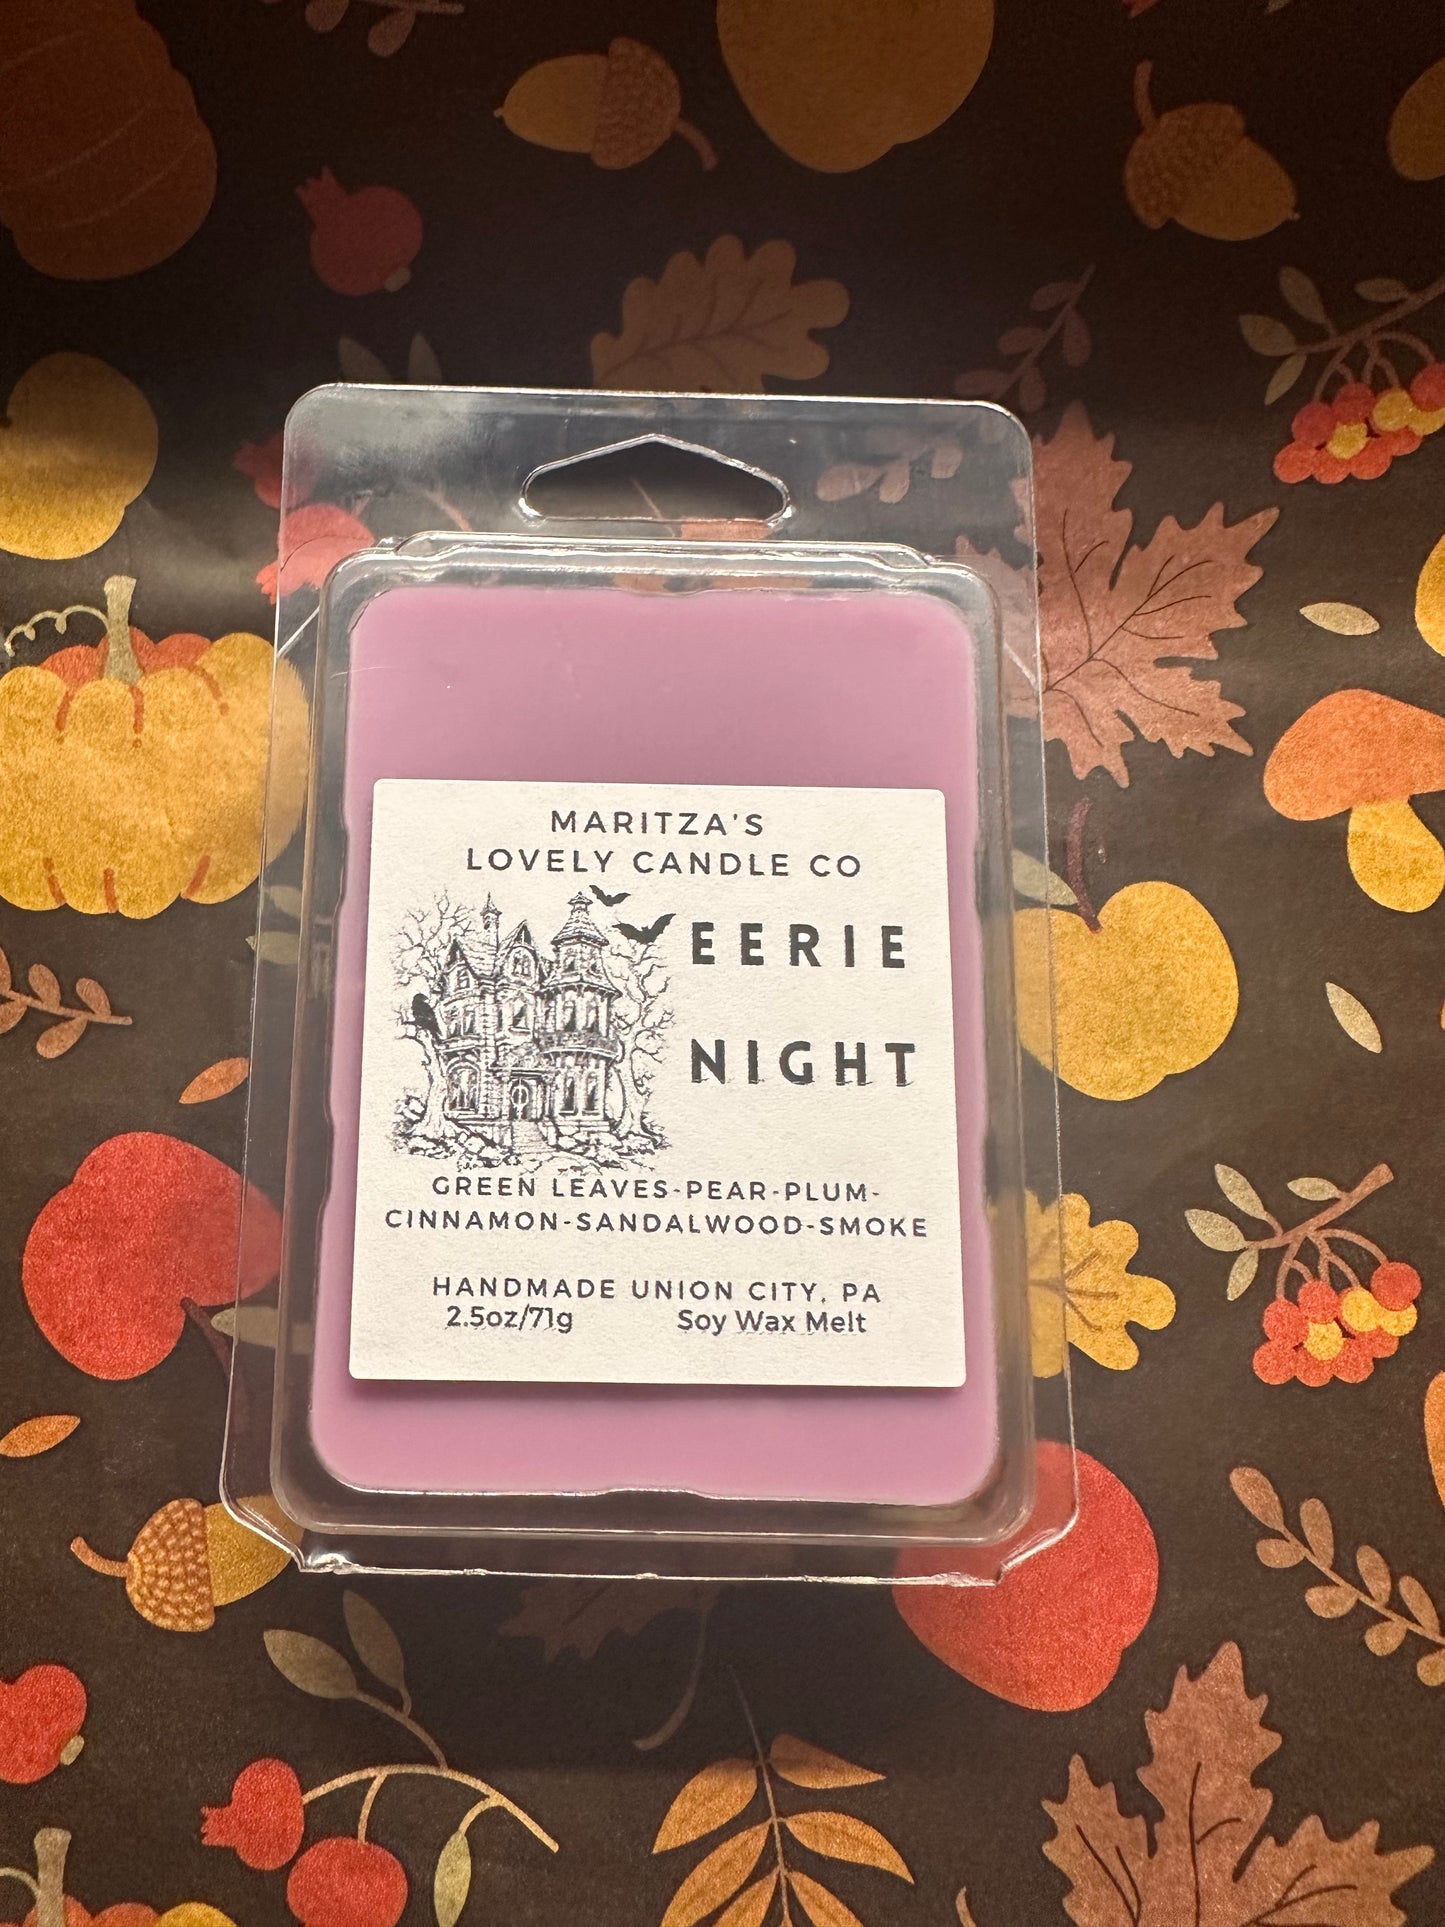 MARITZA'S
LOVELY CANDLE CO
EERIE
NIGHT
GREEN LEAVES-PEAR-PLUM-
CINNAMON-SANDALWOOD-SMOKE
HANDMADE UNION CITY, PA
2.5oz/71g Soy Wax Melt